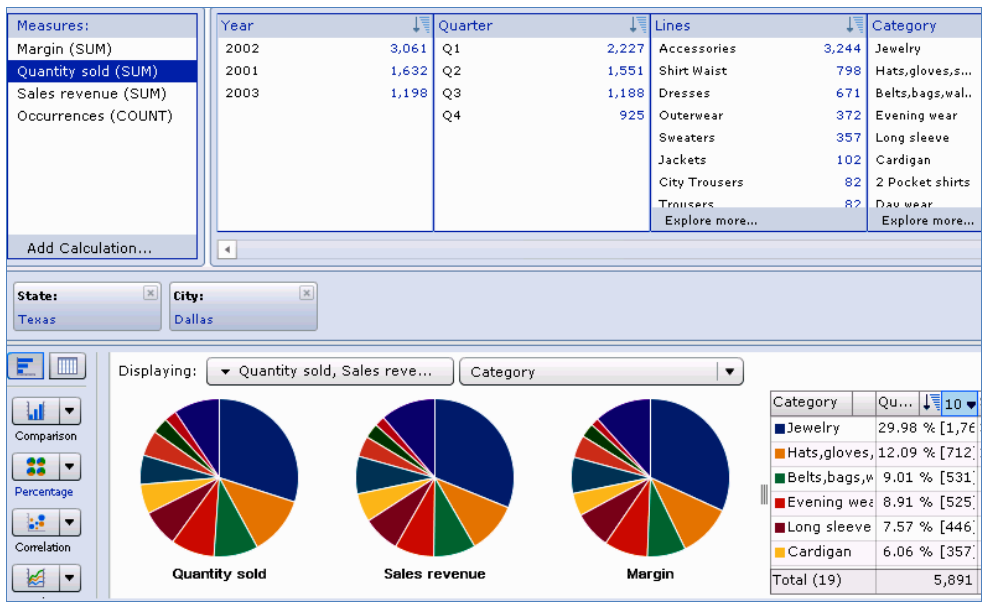 Measures:
Margin (SUM)
Quantity sold (SUM)
Sales revenue (SUM)
Occurrences (COUNT)
Add Calculation...
Year
2002 3,061
2001 1,632
2003 1,198
Quarter
Q1 2,227
Q2 1,551
Q3 1,188
Q4 925
Lines
Accessories 3,244
Shirt Waist 798
Dresses 671
Outerwear 372
Sweaters 357
Jackets 102
City Trousers 82
Trousers 82
Explore more...
Category
Jewelry
Hats,gloves,s...
Belts,bags,wal..
Evening wear
Long sleeve
Cardigan
2 Pocket shirts
Day wear
Explore more...
State:
Texas
City:
Dallas
Comparison
Percentage
Correlation
Displaying: Quantity sold, Sales reve... Category
Quantity sold
Sales revenue
Margin
Category Qu... 10
Jewelry 29.98 % [1,76
Hats,gloves, 12.09 % [712]
Belts,bags,w 9.01 % [531]
Evening wea 8.91 % [525]
Long sleeve 7.57 % [446]
Cardigan 6.06 % [357]
Total (19) 5,891